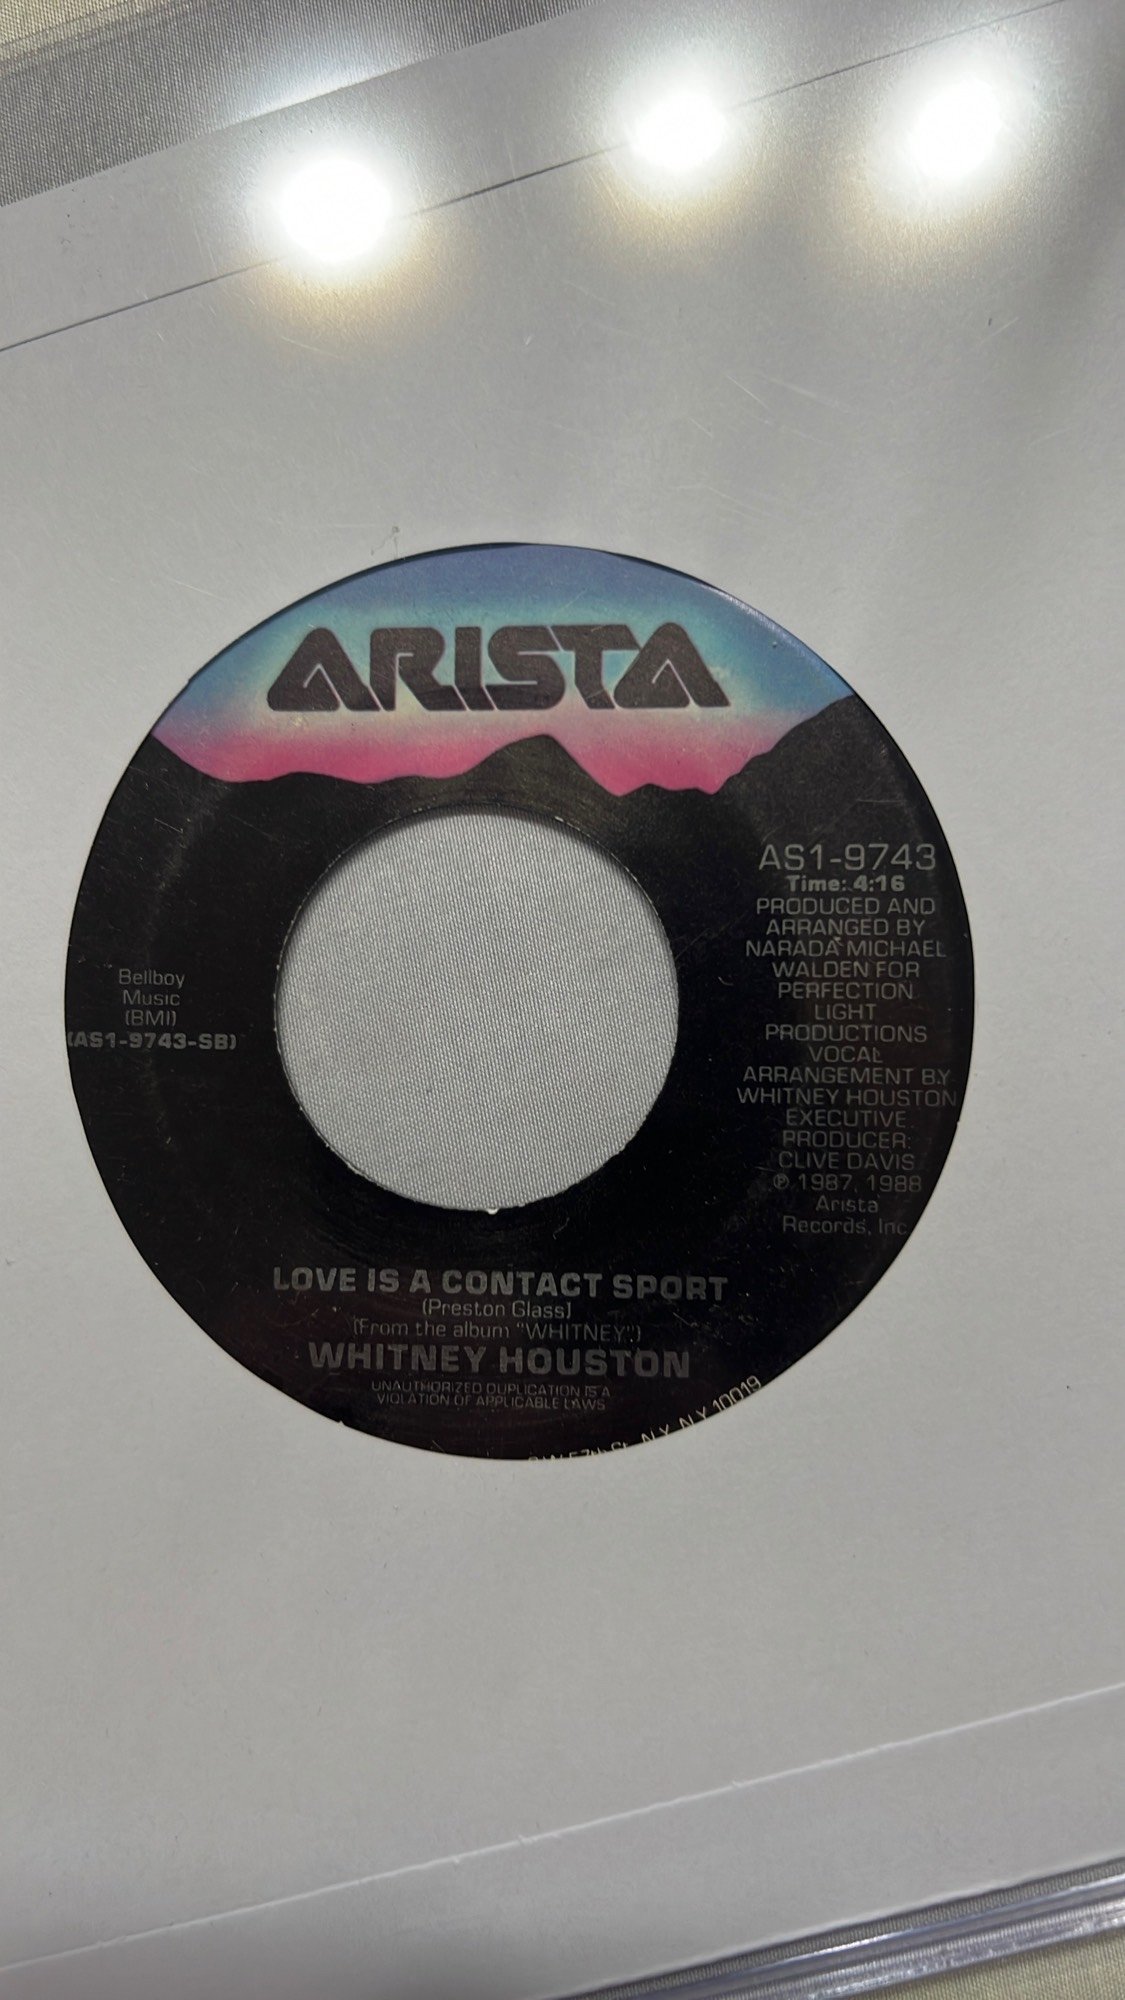 ARISTA
AS1-9743
Time: 4:16
PRODUCED AND
ARRANGED BY
NARADA MICHAEL
WALDEN FOR
PERFECTION
LIGHT
PRODUCTIONS
VOCAL
ARRANGEMENT BY
WHITNEY HOUSTON
EXECUTIVE
PRODUCER:
CLIVE DAVIS
℗ 1987, 1988
Arista
Records, Inc.
Bellboy
Music
(BMI)
(AS1-9743-SB)
LOVE IS A CONTACT SPORT
(Preston Glass)
(From the album "WHITNEY")
WHITNEY HOUSTON
UNAUTHORIZED DUPLICATION IS A
VIOLATION OF APPLICABLE LAWS
St., N.Y., N.Y. 10019